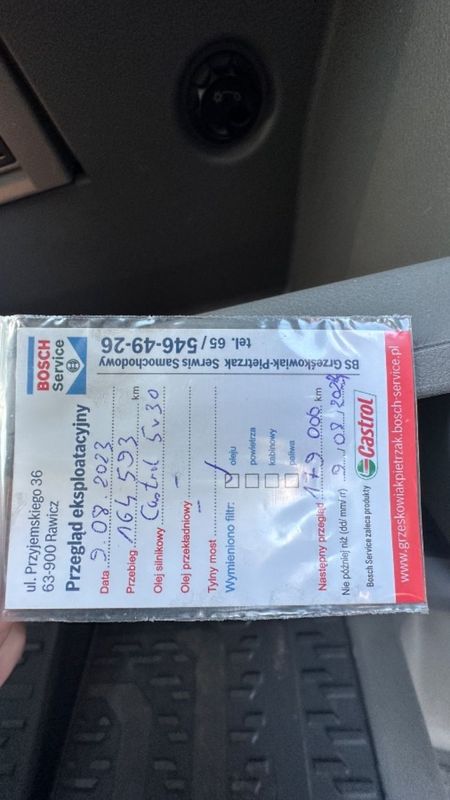 BOSCH
Service
ul. Przyjemskiego 36
63-900 Rawicz
BS Grześkowiak-Pietrzak Serwis Samochodowy
tel. 65 / 546-49-26
Przegląd eksploatacyjny
Data 9.08.2023
Przebieg 164 593 km
Olej silnikowy Castrol 5W30
Olej przekładniowy -
Tylny most -
Wymieniono filtr:
oleju
powietrza
kabinowy
paliwa
Następny przegląd 179 000 km
Nie później niż (dd/ mm/ rr) 9.08.2024
Bosch Service zaleca produkty
Castrol
www.grzeskowiakpietrzak.bosch-service.pl